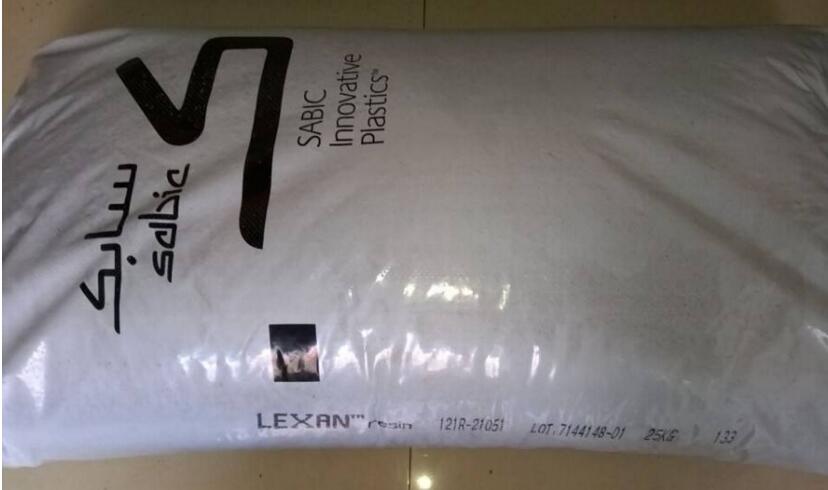 سابك
sabic
SABIC
Innovative
Plastics™
LEXAN™ resin 121R-21051 LOT.7144148-01 25KG 133